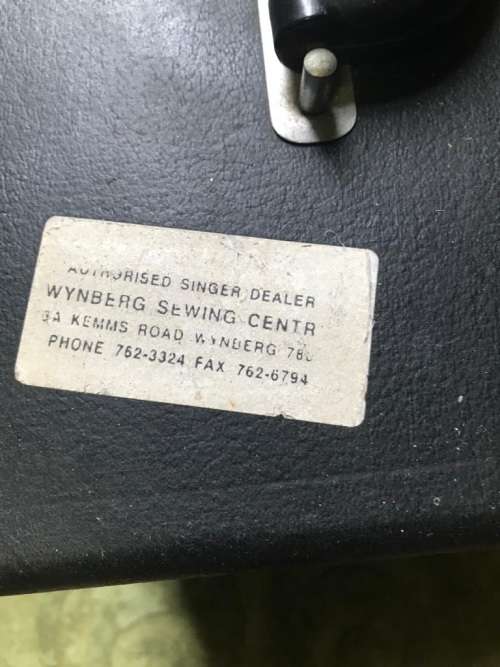 AUTHORISED SINGER DEALER
WYNBERG SEWING CENTR
KEMMS ROAD WYNBERG
PHONE 762-3324 FAX 762-6794